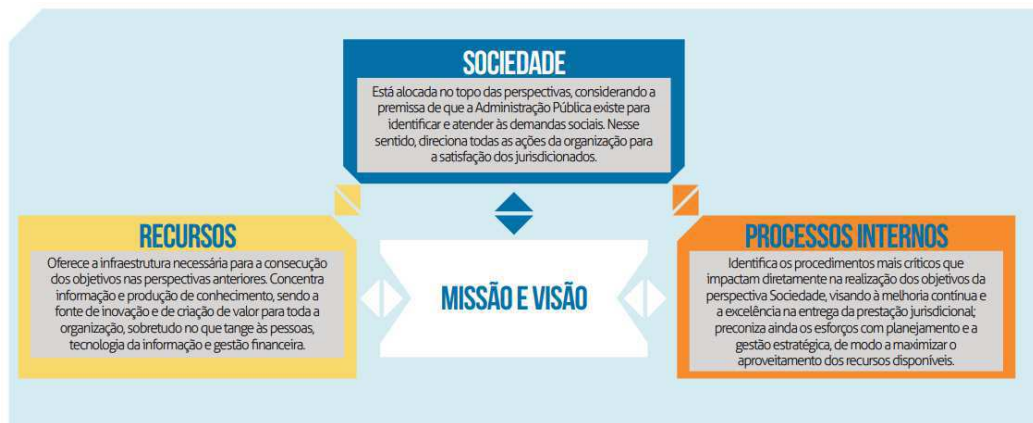 SOCIEDADE
Está alocada no topo das perspectivas, considerando a
premissa de que a Administração Pública existe para
identificar e atender às demandas sociais. Nesse
sentido, direciona todas as ações da organização para
a satisfação dos jurisdicionados.
RECURSOS
Oferece a infraestrutura necessária para a consecução
dos objetivos nas perspectivas anteriores. Concentra
informação e produção de conhecimento, sendo a
fonte de inovação e de criação de valor para toda a
organização, sobretudo no que tange às pessoas,
tecnologia da informação e gestão financeira.
MISSÃO E VISÃO
PROCESSOS INTERNOS
Identifica os procedimentos mais críticos que
impactam diretamente na realização dos objetivos da
perspectiva Sociedade, visando à melhoria contínua e
a excelência na entrega da prestação jurisdicional;
preconiza ainda os esforços com planejamento e a
gestão estratégica, de modo a maximizar o
aproveitamento dos recursos disponíveis.